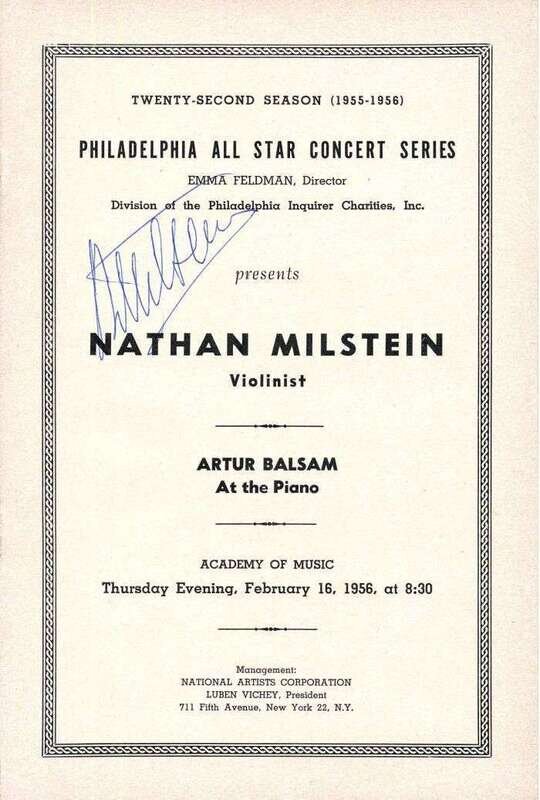 TWENTY-SECOND SEASON (1955-1956)
PHILADELPHIA ALL STAR CONCERT SERIES
EMMA FELDMAN, Director
Division of the Philadelphia Inquirer Charities, Inc.
N Milstein
presents
NATHAN MILSTEIN
Violinist
ARTUR BALSAM
At the Piano
ACADEMY OF MUSIC
Thursday Evening, February 16, 1956, at 8:30
Management:
NATIONAL ARTISTS CORPORATION
LUBEN VICHEY, President
711 Fifth Avenue, New York 22, N.Y.